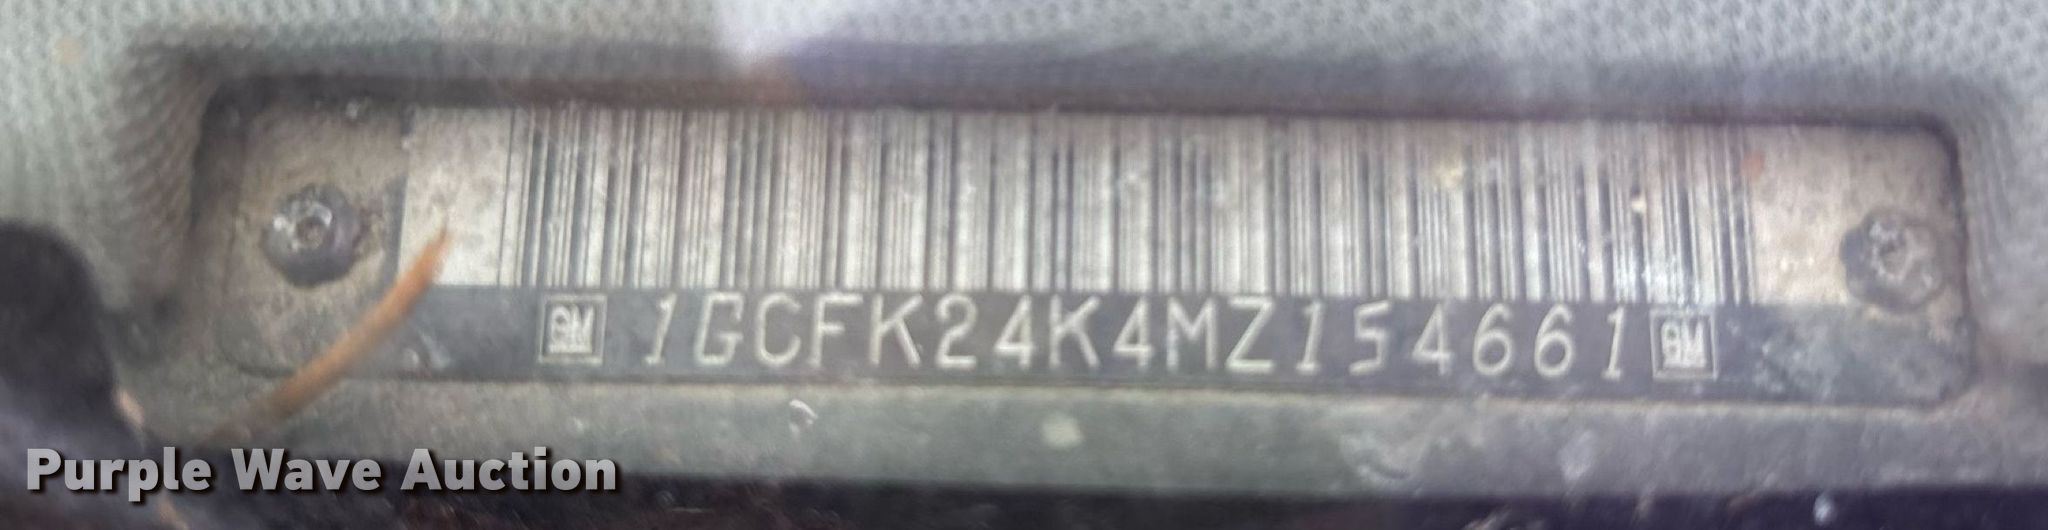 GM 1GCFK24K4MZ154661 GM
Purple Wave Auction